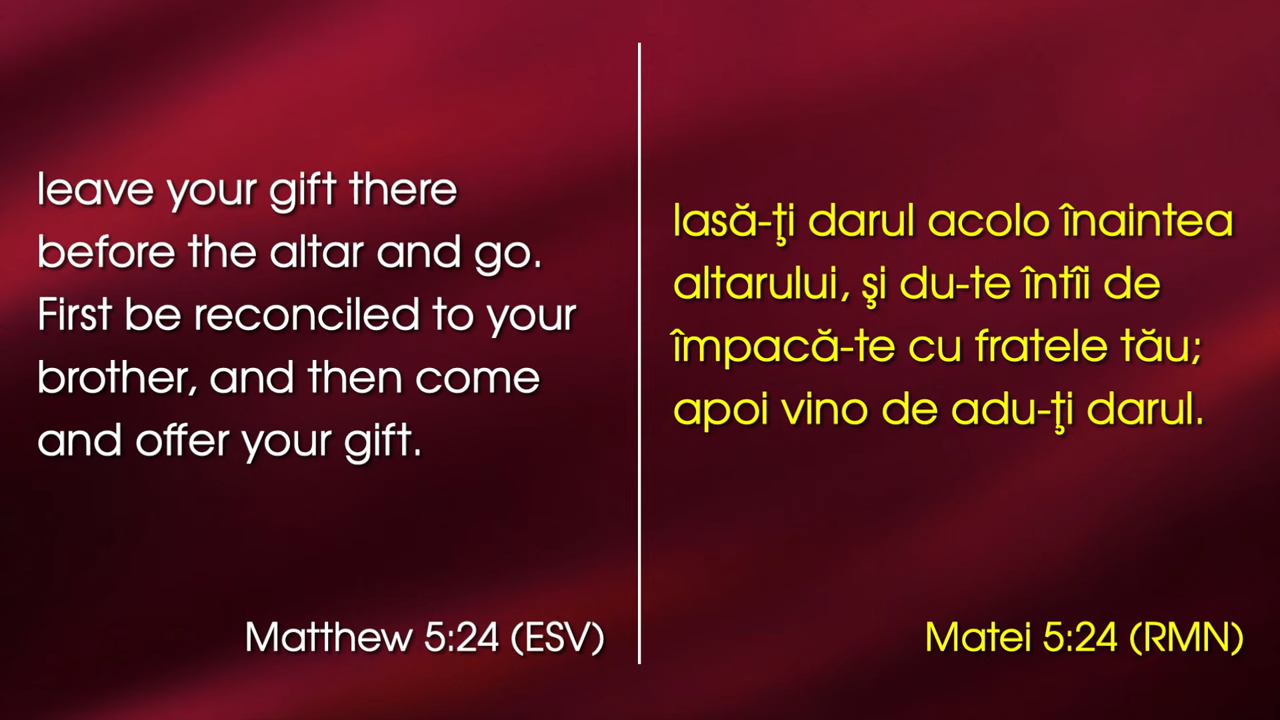 leave your gift there
before the altar and go.
First be reconciled to your
brother, and then come
and offer your gift.
Matthew 5:24 (ESV)
lasă-ţi darul acolo înaintea
altarului, şi du-te întîi de
împacă-te cu fratele tău;
apoi vino de adu-ţi darul.
Matei 5:24 (RMN)